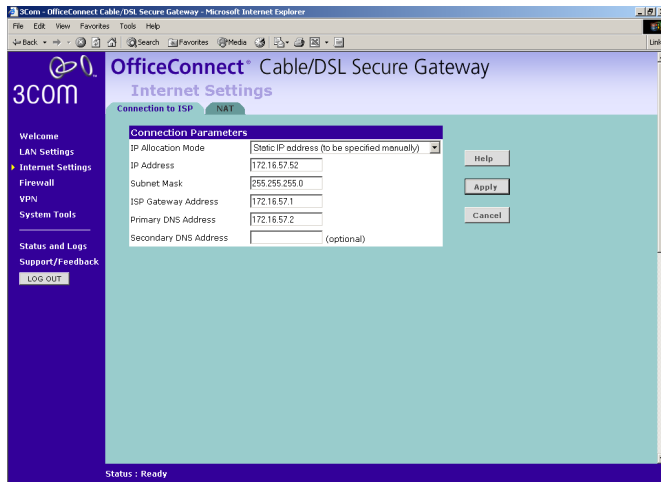 3Com - OfficeConnect Cable/DSL Secure Gateway - Microsoft Internet Explorer
File Edit View Favorites Tools Help
Back Search Favorites Media
OfficeConnect® Cable/DSL Secure Gateway
3COM
Internet Settings
Connection to ISP NAT
Welcome
LAN Settings
Internet Settings
Firewall
VPN
System Tools
Status and Logs
Support/Feedback
LOG OUT
Connection Parameters
IP Allocation Mode Static IP address (to be specified manually)
IP Address 172.16.57.52
Subnet Mask 255.255.255.0
ISP Gateway Address 172.16.57.1
Primary DNS Address 172.16.57.2
Secondary DNS Address (optional)
Help
Apply
Cancel
Status : Ready